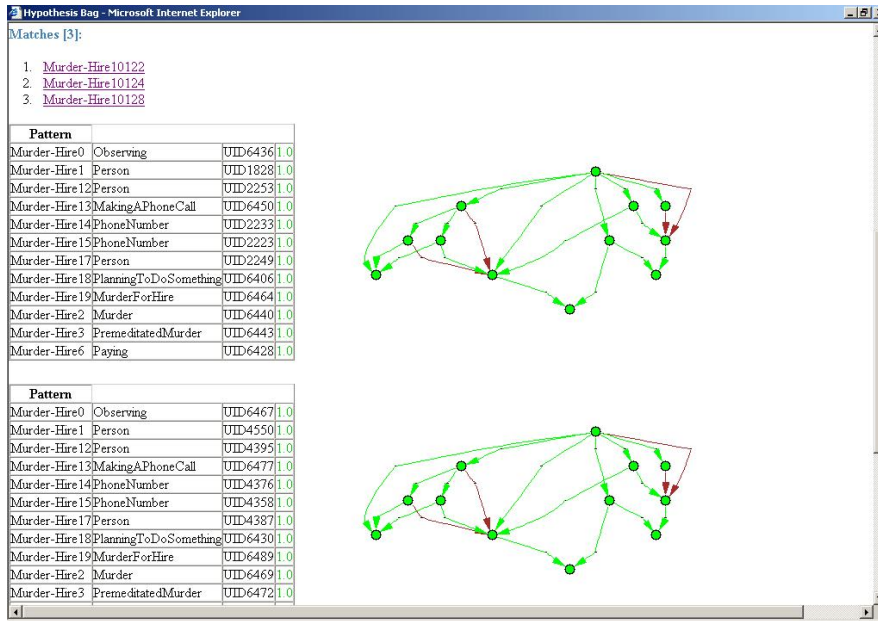 Hypothesis Bag - Microsoft Internet Explorer
Matches [3]:
1. Murder-Hire10122
2. Murder-Hire10124
3. Murder-Hire10128
Pattern
Murder-Hire0 Observing UID6436 1.0
Murder-Hire1 Person UID1828 1.0
Murder-Hire12 Person UID2253 1.0
Murder-Hire13 MakingAPhoneCall UID6450 1.0
Murder-Hire14 PhoneNumber UID2233 1.0
Murder-Hire15 PhoneNumber UID2223 1.0
Murder-Hire17 Person UID2249 1.0
Murder-Hire18 PlanningToDoSomething UID6406 1.0
Murder-Hire19 MurderForHire UID6464 1.0
Murder-Hire2 Murder UID6440 1.0
Murder-Hire3 PremeditatedMurder UID6443 1.0
Murder-Hire6 Paying UID6428 1.0
Pattern
Murder-Hire0 Observing UID6467 1.0
Murder-Hire1 Person UID4550 1.0
Murder-Hire12 Person UID4395 1.0
Murder-Hire13 MakingAPhoneCall UID6477 1.0
Murder-Hire14 PhoneNumber UID4376 1.0
Murder-Hire15 PhoneNumber UID4358 1.0
Murder-Hire17 Person UID4387 1.0
Murder-Hire18 PlanningToDoSomething UID6430 1.0
Murder-Hire19 MurderForHire UID6489 1.0
Murder-Hire2 Murder UID6469 1.0
Murder-Hire3 PremeditatedMurder UID6472 1.0